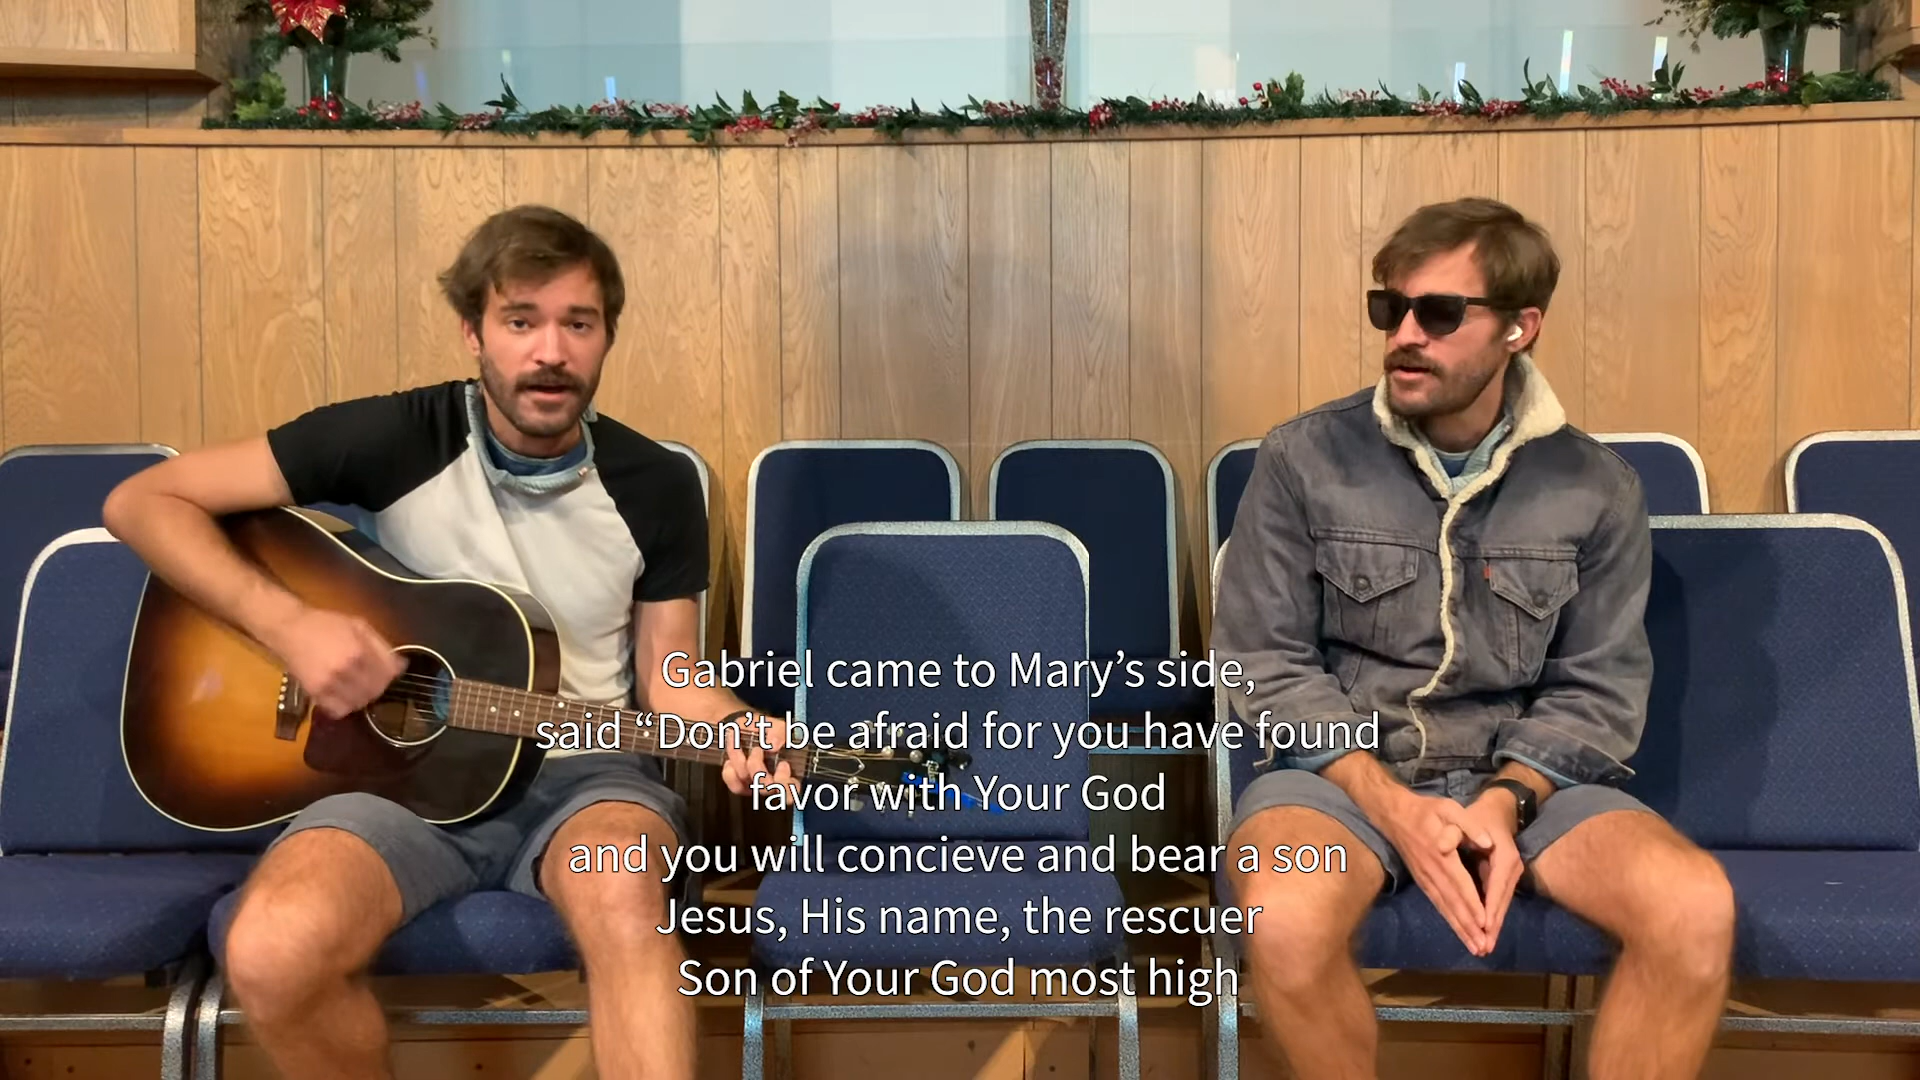 Gabriel came to Mary’s side,
said “Don’t be afraid for you have found
favor with Your God
and you will concieve and bear a son
Jesus, His name, the rescuer
Son of Your God most high